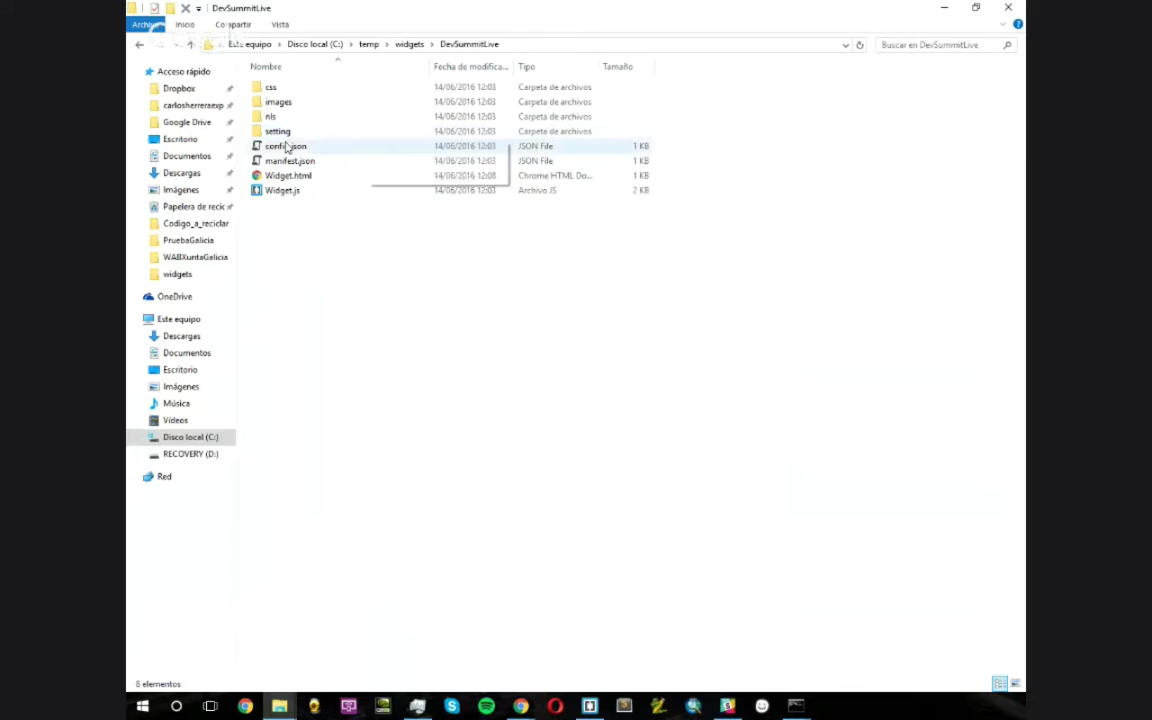 DevSummitLive
Archivo Inicio Compartir Vista
Este equipo Disco local (C:) temp widgets DevSummitLive Buscar en DevSummitLive
Nombre Fecha de modifica... Tipo Tamaño
Acceso rápido
Dropbox
carlosherreraexp
Google Drive
Escritorio
Documentos
Descargas
Imágenes
Papelera de recic
Codigo_a_reciclar
PruebaGalicia
WABXuntaGalicia
widgets
OneDrive
Este equipo
Descargas
Documentos
Escritorio
Imágenes
Música
Vídeos
Disco local (C:)
RECOVERY (D:)
Red
css 14/06/2016 12:03 Carpeta de archivos
images 14/06/2016 12:03 Carpeta de archivos
nls 14/06/2016 12:03 Carpeta de archivos
setting 14/06/2016 12:03 Carpeta de archivos
config.json 14/06/2016 12:03 JSON File 1 KB
manifest.json 14/06/2016 12:03 JSON File 1 KB
Widget.html 14/06/2016 12:08 Chrome HTML Do... 1 KB
Widget.js 14/06/2016 12:03 Archivo JS 2 KB
8 elementos